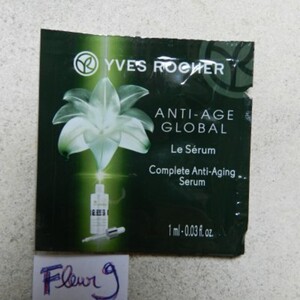 YVES ROCHER
ANTI-AGE
GLOBAL
Le Sérum
Complete Anti-Aging
Serum
1 ml - 0.03 fl. oz.
Fleur 9